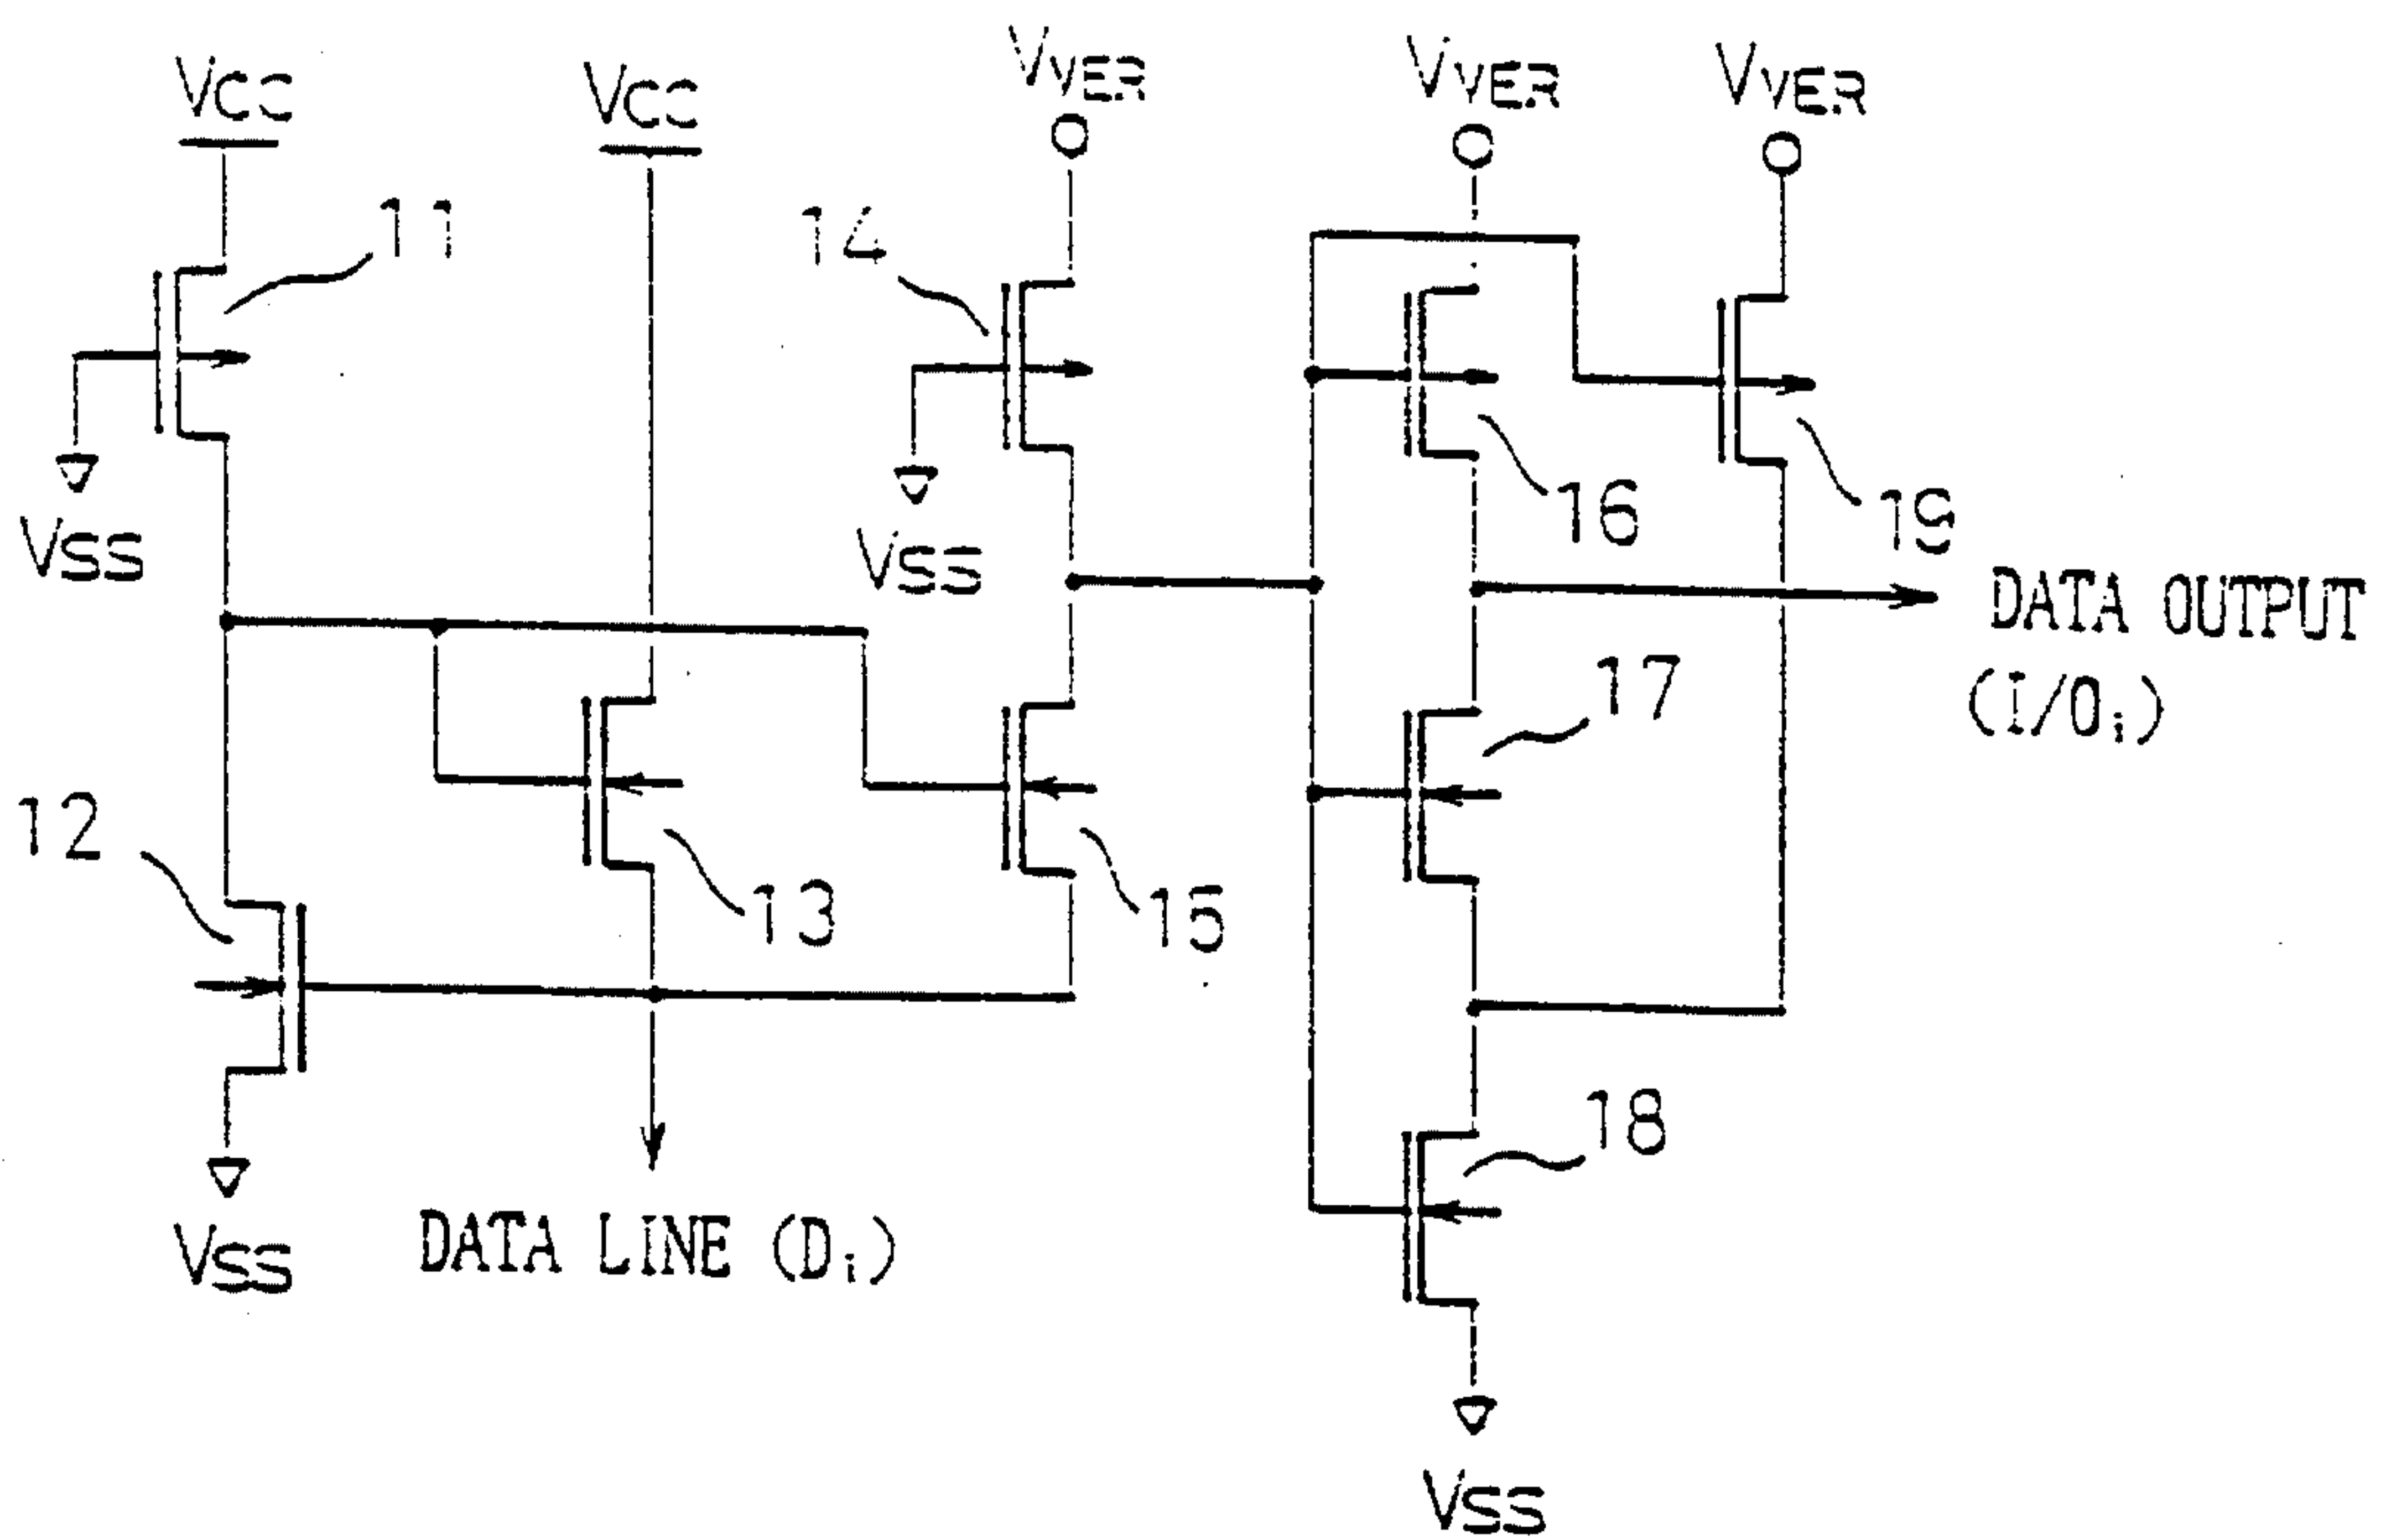 VCC
VCC
VVER
VVER
VVER
11
14
16
19
VSS
VSS
DATA OUTPUT
(I/Oi)
17
12
13
15
18
DATA LINE (Di)
VSS
VSS